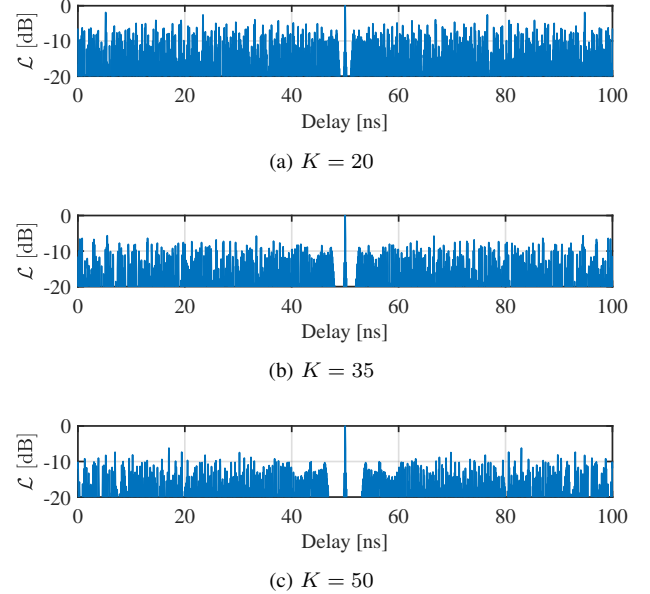 0
-10
-20
ℒ [dB]
0 20 40 60 80 100
Delay [ns]
(a) K = 20
0
-10
-20
ℒ [dB]
0 20 40 60 80 100
Delay [ns]
(b) K = 35
0
-10
-20
ℒ [dB]
0 20 40 60 80 100
Delay [ns]
(c) K = 50